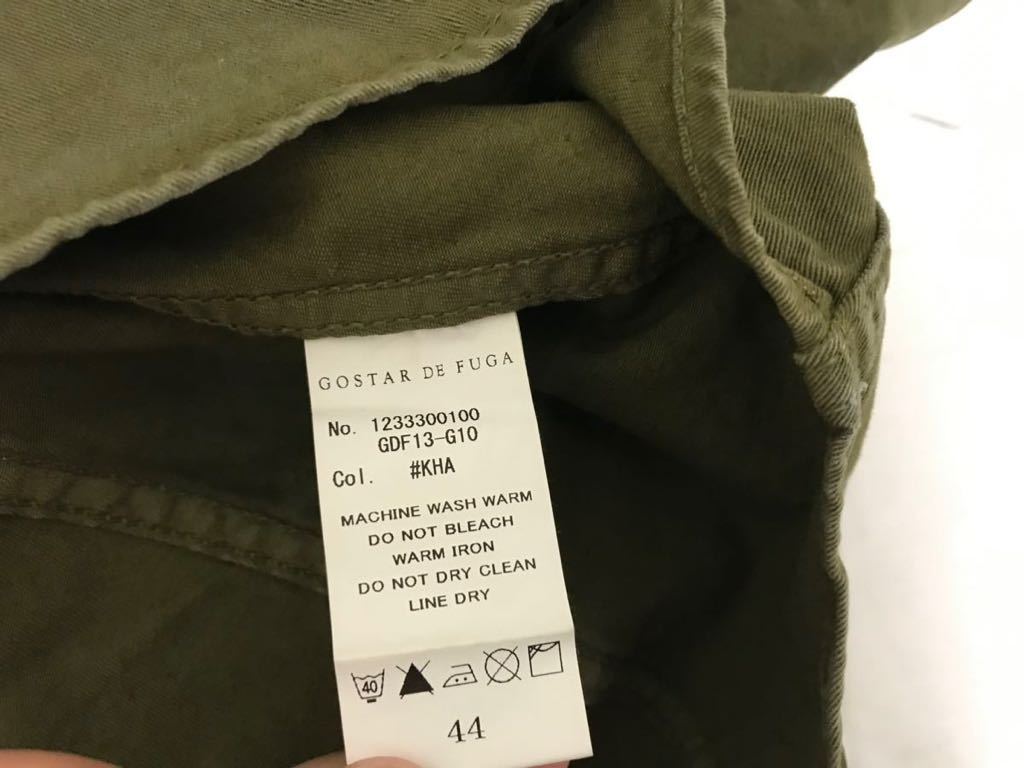 GOSTAR DE FUGA
No. 1233300100
GDF13-G10
Col. #KHA
MACHINE WASH WARM
DO NOT BLEACH
WARM IRON
DO NOT DRY CLEAN
LINE DRY
40
44